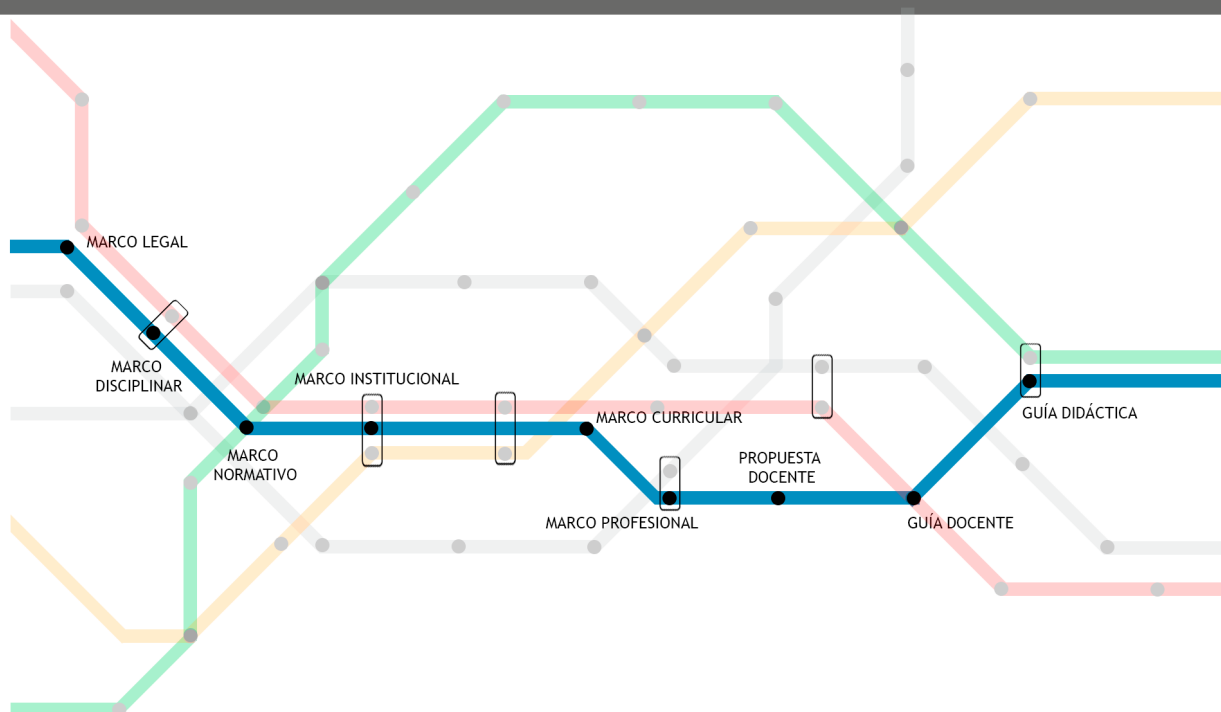 MARCO LEGAL
MARCO
DISCIPLINAR
MARCO
NORMATIVO
MARCO INSTITUCIONAL
MARCO CURRICULAR
MARCO PROFESIONAL
PROPUESTA
DOCENTE
GUÍA DOCENTE
GUÍA DIDÁCTICA